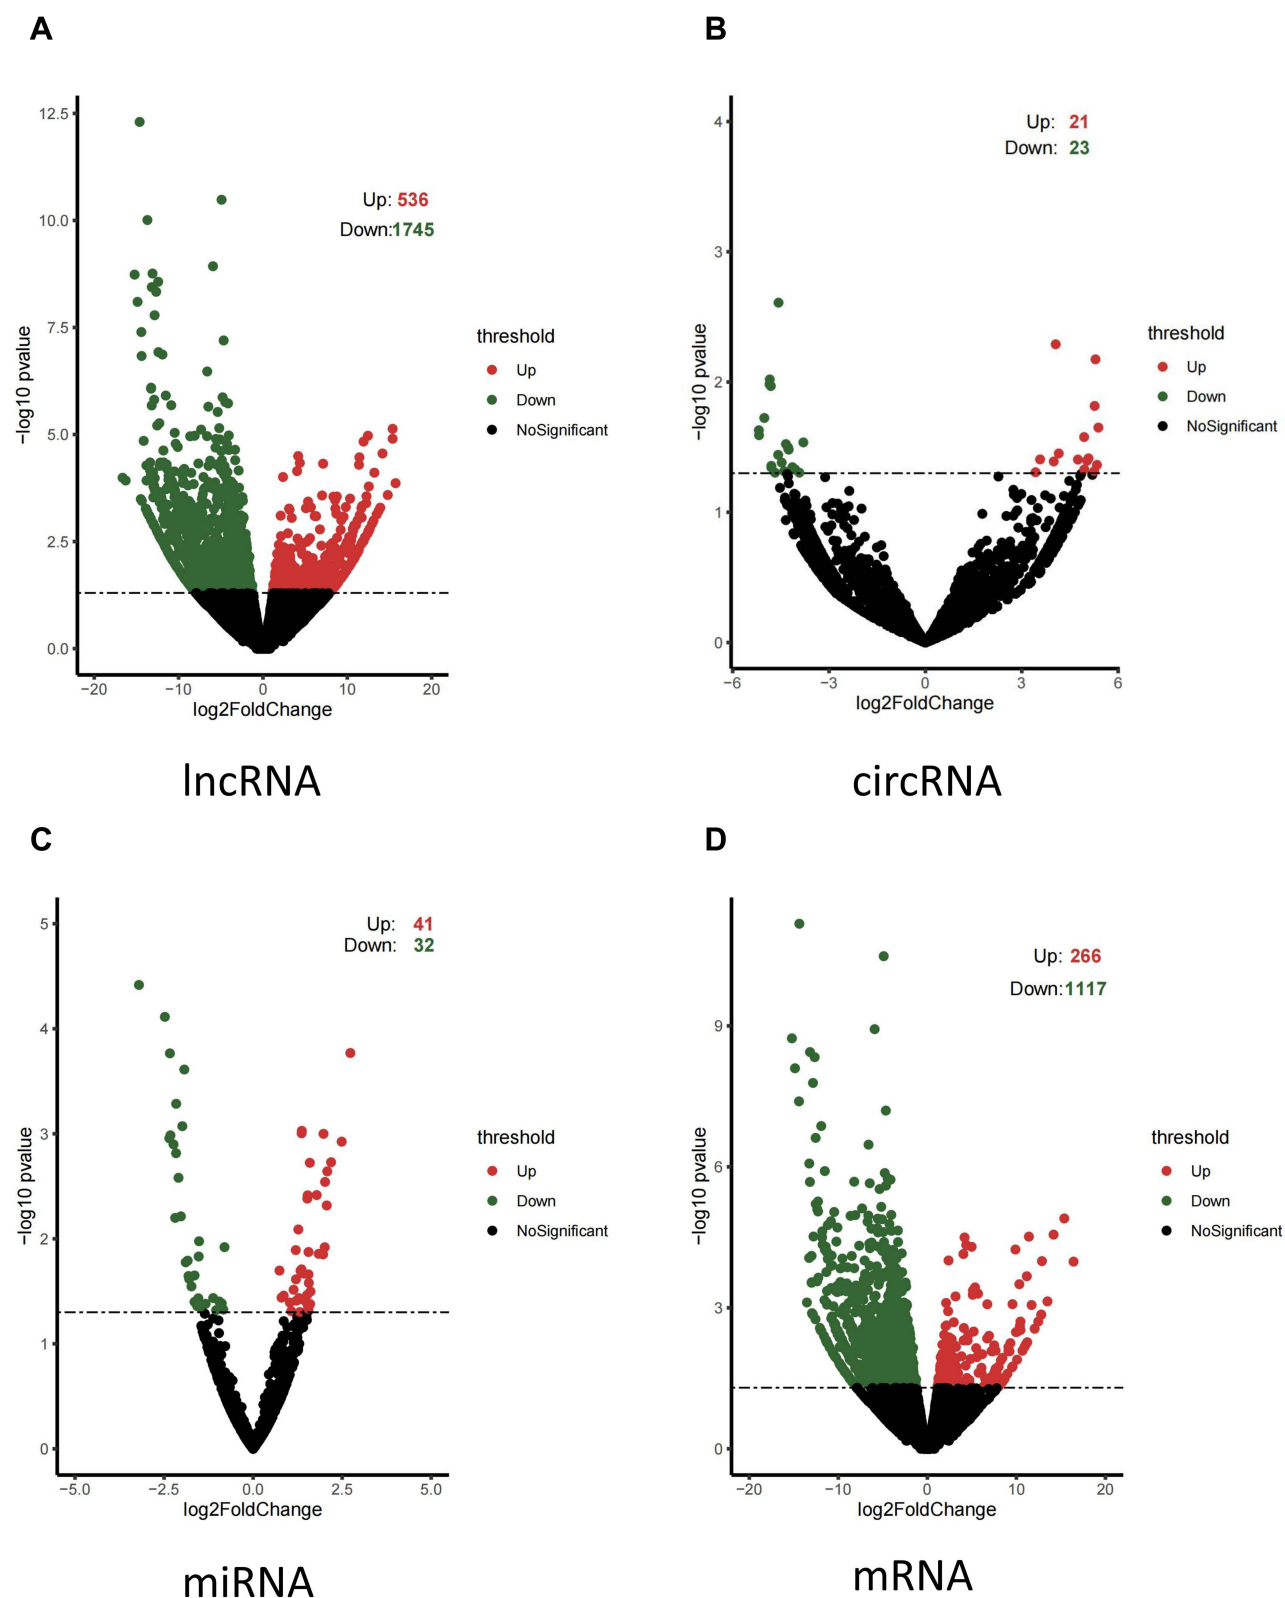 A
12.5
10.0
7.5
5.0
2.5
0.0
−log10 pvalue
−20 −10 0 10 20
log2FoldChange
Up: 536
Down:1745
threshold
Up
Down
NoSignificant
lncRNA
B
4
3
2
1
0
−log10 pvalue
−6 −3 0 3 6
log2FoldChange
Up: 21
Down: 23
threshold
Up
Down
NoSignificant
circRNA
C
5
4
3
2
1
0
−log10 pvalue
−5.0 −2.5 0.0 2.5 5.0
log2FoldChange
Up: 41
Down: 32
threshold
Up
Down
NoSignificant
miRNA
D
9
6
3
0
−log10 pvalue
−20 −10 0 10 20
log2FoldChange
Up: 266
Down:1117
threshold
Up
Down
NoSignificant
mRNA